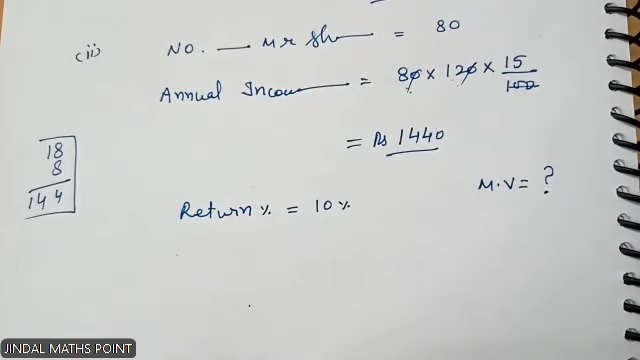 (ii) No. Mr Sh = 80
Annual Incom = 80 × 120 × 15/100
= Rs 1440
18
8
144
M.V = ?
Return % = 10 %
JINDAL MATHS POINT